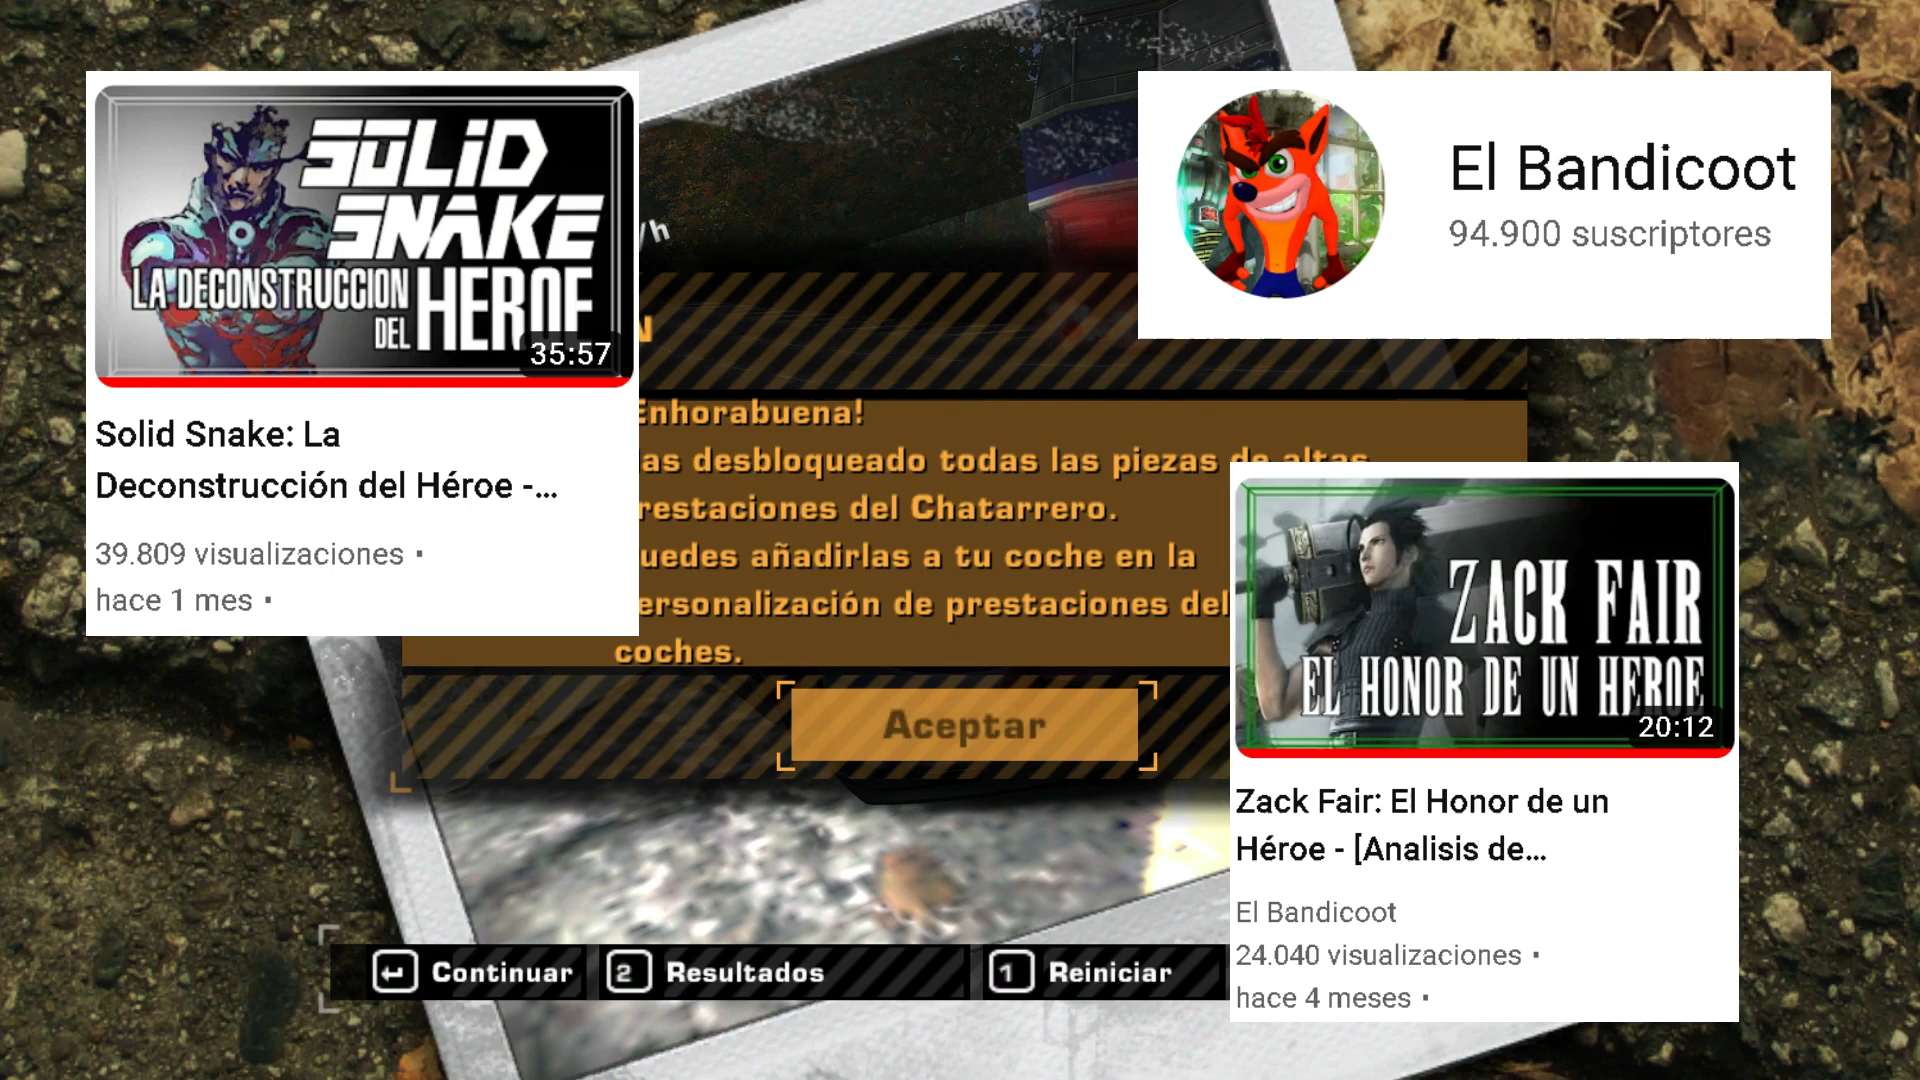 SOLID
SNAKE
LA DECONSTRUCCION
DEL HEROE
35:57
Solid Snake: La
Deconstrucción del Héroe -...
39.809 visualizaciones •
hace 1 mes •
/h
El Bandicoot
94.900 suscriptores
N
Enhorabuena!
as desbloqueado todas las piezas de altas
restaciones del Chatarrero.
uedes añadirlas a tu coche en la
ersonalización de prestaciones del
coches.
Aceptar
ZACK FAIR
EL HONOR DE UN HEROE
20:12
Zack Fair: El Honor de un
Héroe - [Analisis de...
El Bandicoot
24.040 visualizaciones •
hace 4 meses •
Continuar
2 Resultados
1 Reiniciar